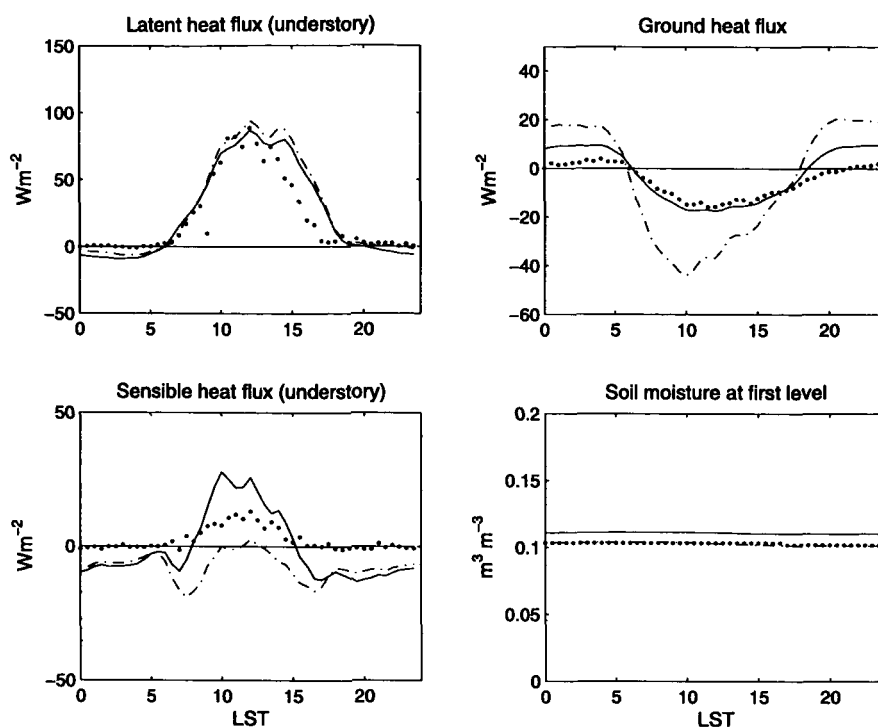 Latent heat flux (understory)
150
100
50
0
−50
Wm⁻²
0 5 10 15 20
Ground heat flux
40
20
0
−20
−40
−60
Wm⁻²
0 5 10 15 20
Sensible heat flux (understory)
50
0
−50
Wm⁻²
0 5 10 15 20
LST
Soil moisture at first level
0.2
0.15
0.1
0.05
0
m³ m⁻³
0 5 10 15 20
LST